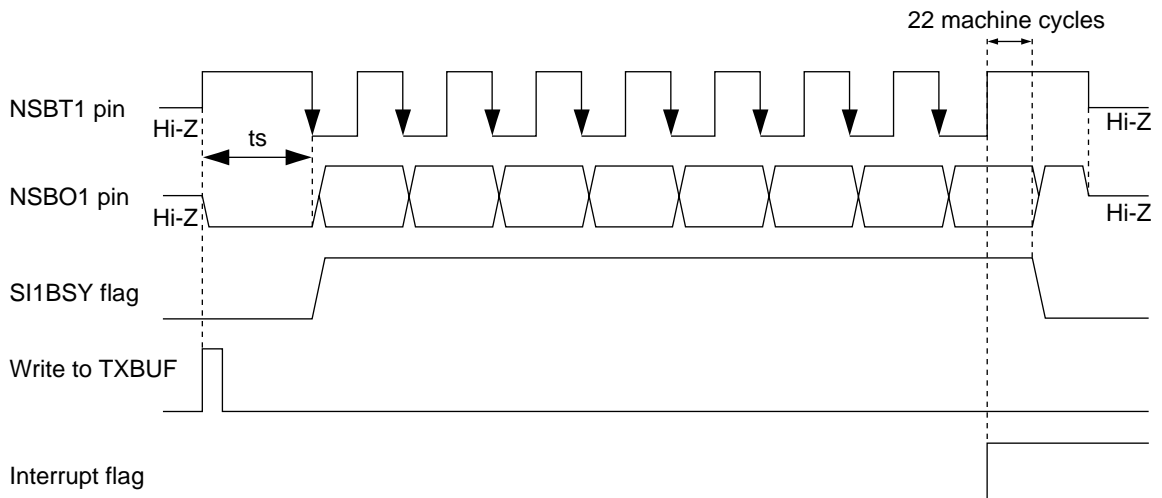 22 machine cycles
NSBT1 pin
Hi-Z
Hi-Z
ts
NSBO1 pin
Hi-Z
Hi-Z
SI1BSY flag
Write to TXBUF
Interrupt flag